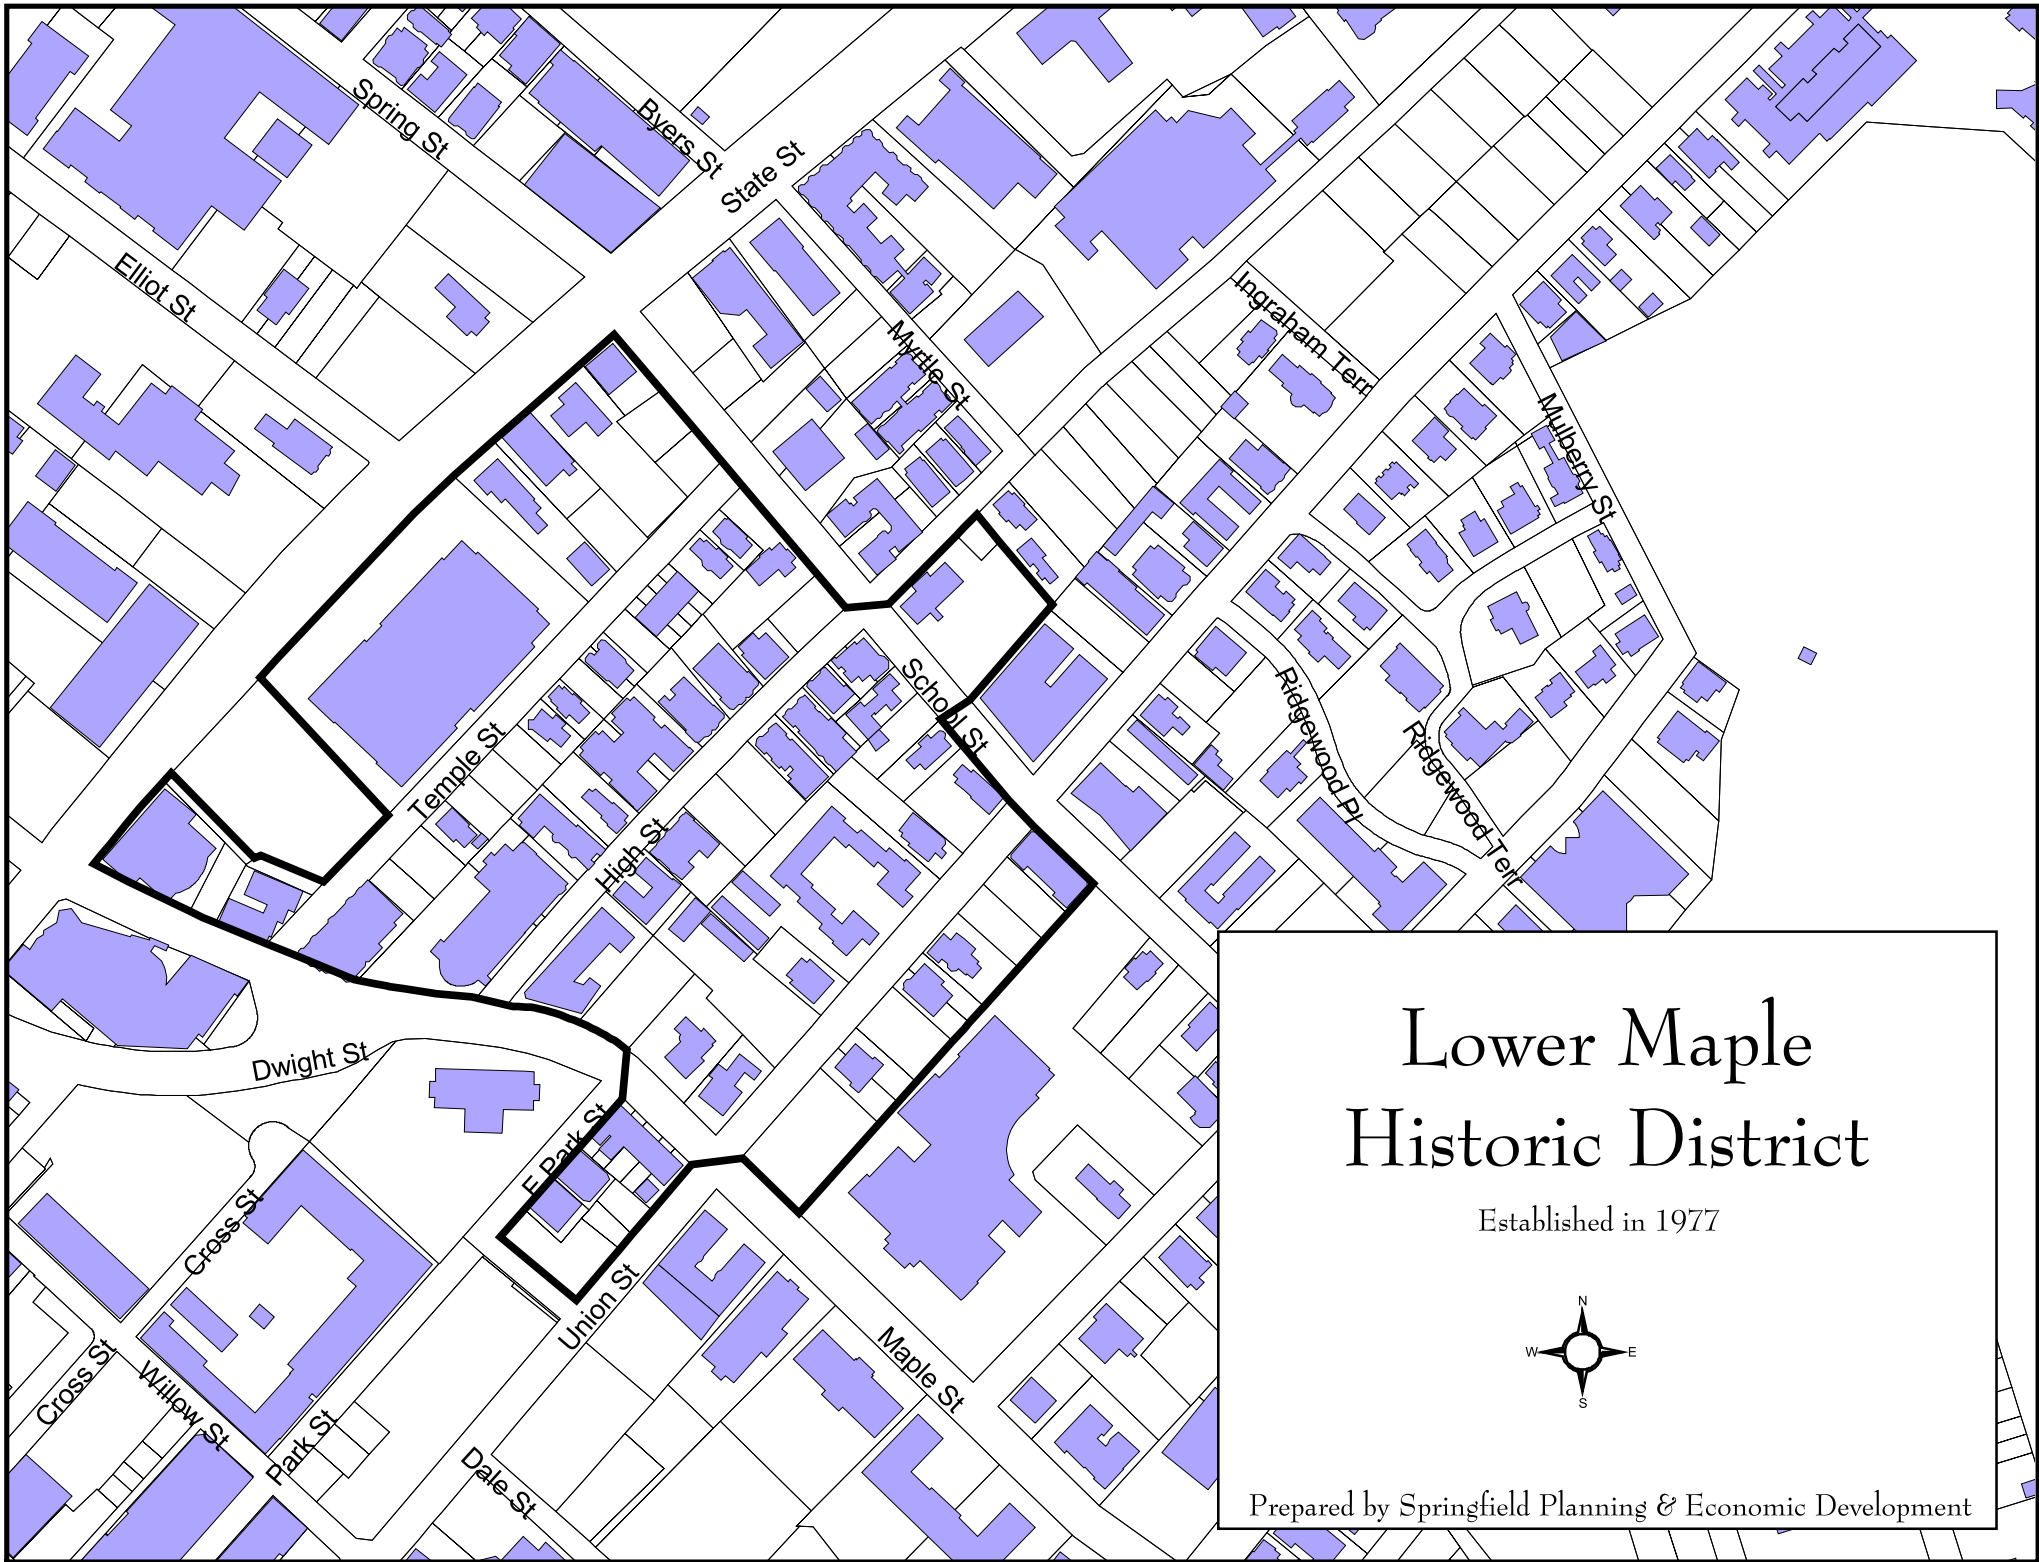 Spring St
Byers St
State St
Elliot St
Myrtle St
Ingraham Terr
Mulberry St
School St
Ridgewood Pl
Ridgewood Terr
Temple St
High St
Dwight St
E Park St
Cross St
Union St
Maple St
Cross St
Willow St
Park St
Dale St
Lower Maple
Historic District
Established in 1977
N
W E
S
Prepared by Springfield Planning & Economic Development